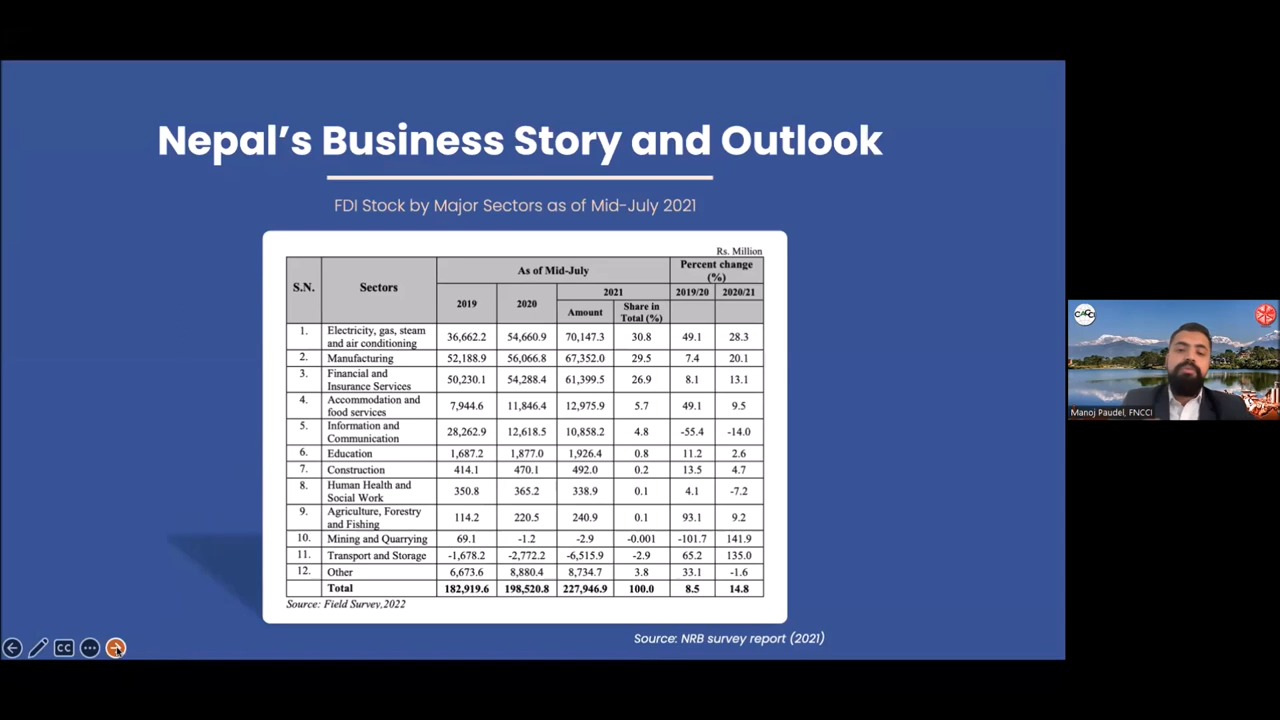 Nepal's Business Story and Outlook
FDI Stock by Major Sectors as of Mid-July 2021
Rs. Million
S.N. Sectors As of Mid-July Percent change (%)
2019 2020 2021 2019/20 2020/21
Amount Share in Total (%)
1. Electricity, gas, steam and air conditioning 36,662.2 54,660.9 70,147.3 30.8 49.1 28.3
2. Manufacturing 52,188.9 56,066.8 67,352.0 29.5 7.4 20.1
3. Financial and Insurance Services 50,230.1 54,288.4 61,399.5 26.9 8.1 13.1
4. Accommodation and food services 7,944.6 11,846.4 12,975.9 5.7 49.1 9.5
5. Information and Communication 28,262.9 12,618.5 10,858.2 4.8 -55.4 -14.0
6. Education 1,687.2 1,877.0 1,926.4 0.8 11.2 2.6
7. Construction 414.1 470.1 492.0 0.2 13.5 4.7
8. Human Health and Social Work 350.8 365.2 338.9 0.1 4.1 -7.2
9. Agriculture, Forestry and Fishing 114.2 220.5 240.9 0.1 93.1 9.2
10. Mining and Quarrying 69.1 -1.2 -2.9 -0.001 -101.7 141.9
11. Transport and Storage -1,678.2 -2,772.2 -6,515.9 -2.9 65.2 135.0
12. Other 6,673.6 8,880.4 8,734.7 3.8 33.1 -1.6
Total 182,919.6 198,520.8 227,946.9 100.0 8.5 14.8
Source: Field Survey,2022
Source: NRB survey report (2021)
CC
CACCI
Manoj Paudel, FNCCI